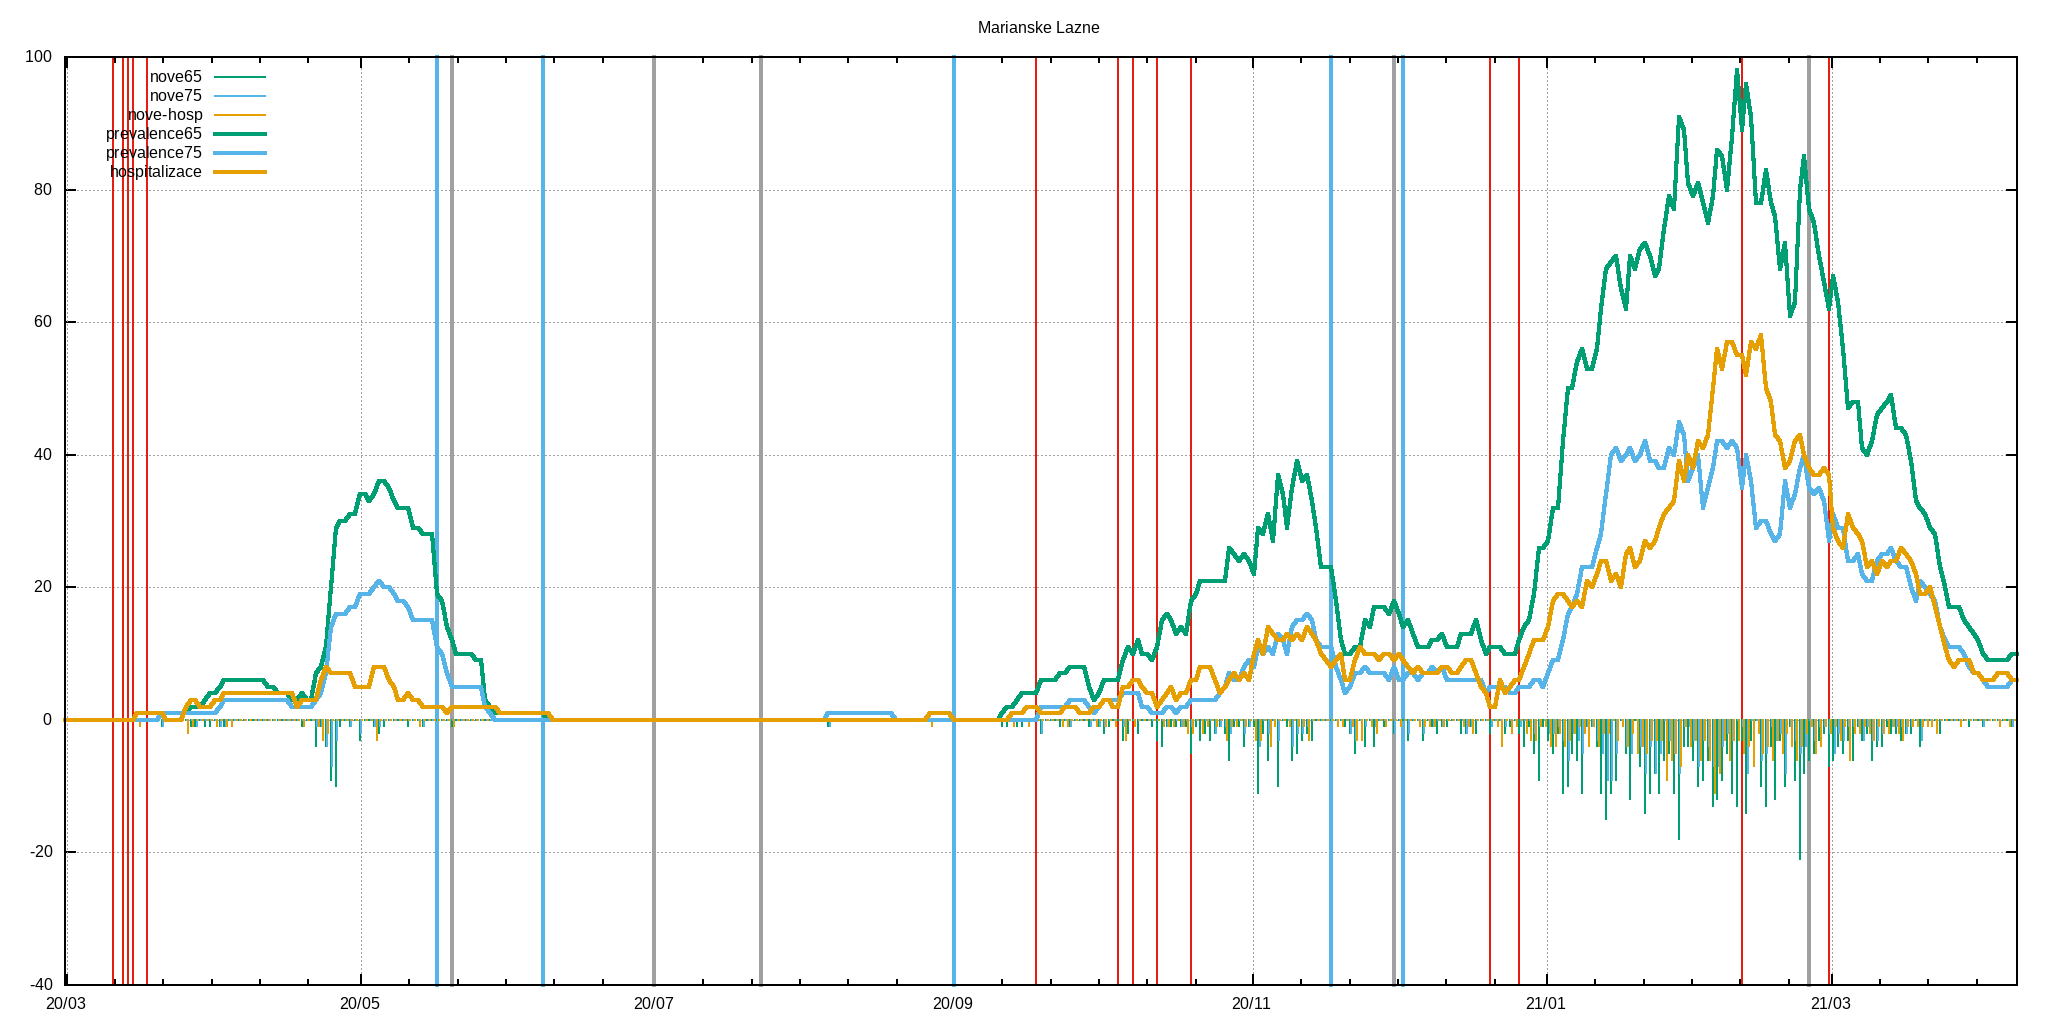 Marianske Lazne
100
nove65
nove75
nove-hosp
prevalence65
prevalence75
hospitalizace
80
60
40
20
0
-20
-40
20/03 20/05 20/07 20/09 20/11 21/01 21/03